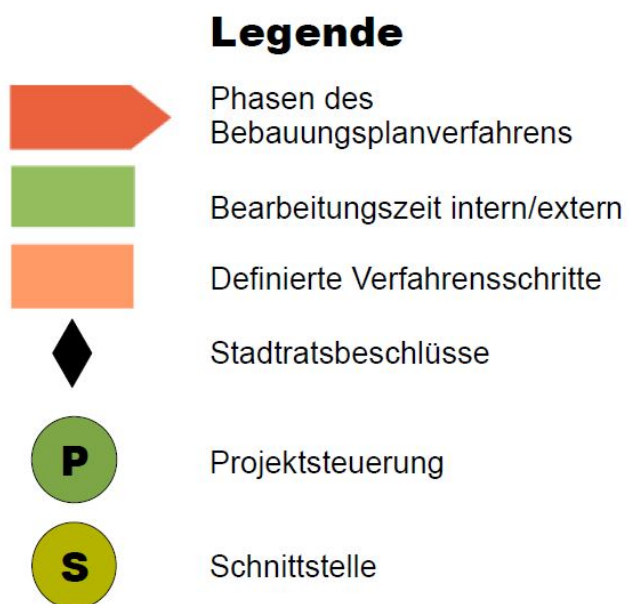 Legende
Phasen des
Bebauungsplanverfahrens
Bearbeitungszeit intern/extern
Definierte Verfahrensschritte
Stadtratsbeschlüsse
P Projektsteuerung
S Schnittstelle